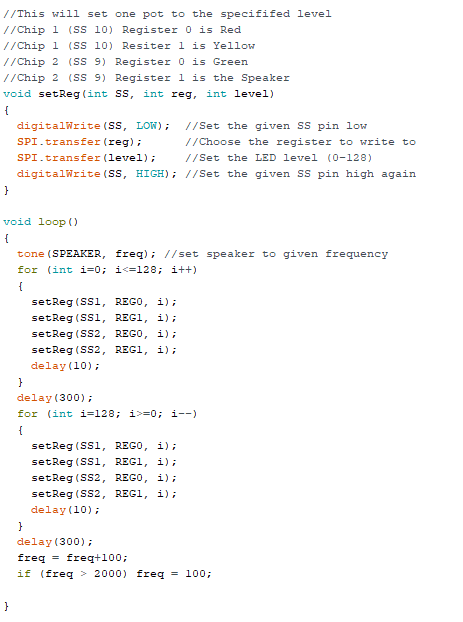 //This will set one pot to the specififed level
//Chip 1 (SS 10) Register 0 is Red
//Chip 1 (SS 10) Resiter 1 is Yellow
//Chip 2 (SS 9) Register 0 is Green
//Chip 2 (SS 9) Register 1 is the Speaker
void setReg(int SS, int reg, int level)
{
  digitalWrite(SS, LOW);  //Set the given SS pin low
  SPI.transfer(reg);      //Choose the register to write to
  SPI.transfer(level);    //Set the LED level (0-128)
  digitalWrite(SS, HIGH); //Set the given SS pin high again
}

void loop()
{
  tone(SPEAKER, freq); //set speaker to given frequency
  for (int i=0; i<=128; i++)
  {
    setReg(SS1, REG0, i);
    setReg(SS1, REG1, i);
    setReg(SS2, REG0, i);
    setReg(SS2, REG1, i);
    delay(10);
  }
  delay(300);
  for (int i=128; i>=0; i--)
  {
    setReg(SS1, REG0, i);
    setReg(SS1, REG1, i);
    setReg(SS2, REG0, i);
    setReg(SS2, REG1, i);
    delay(10);
  }
  delay(300);
  freq = freq+100;
  if (freq > 2000) freq = 100;

}